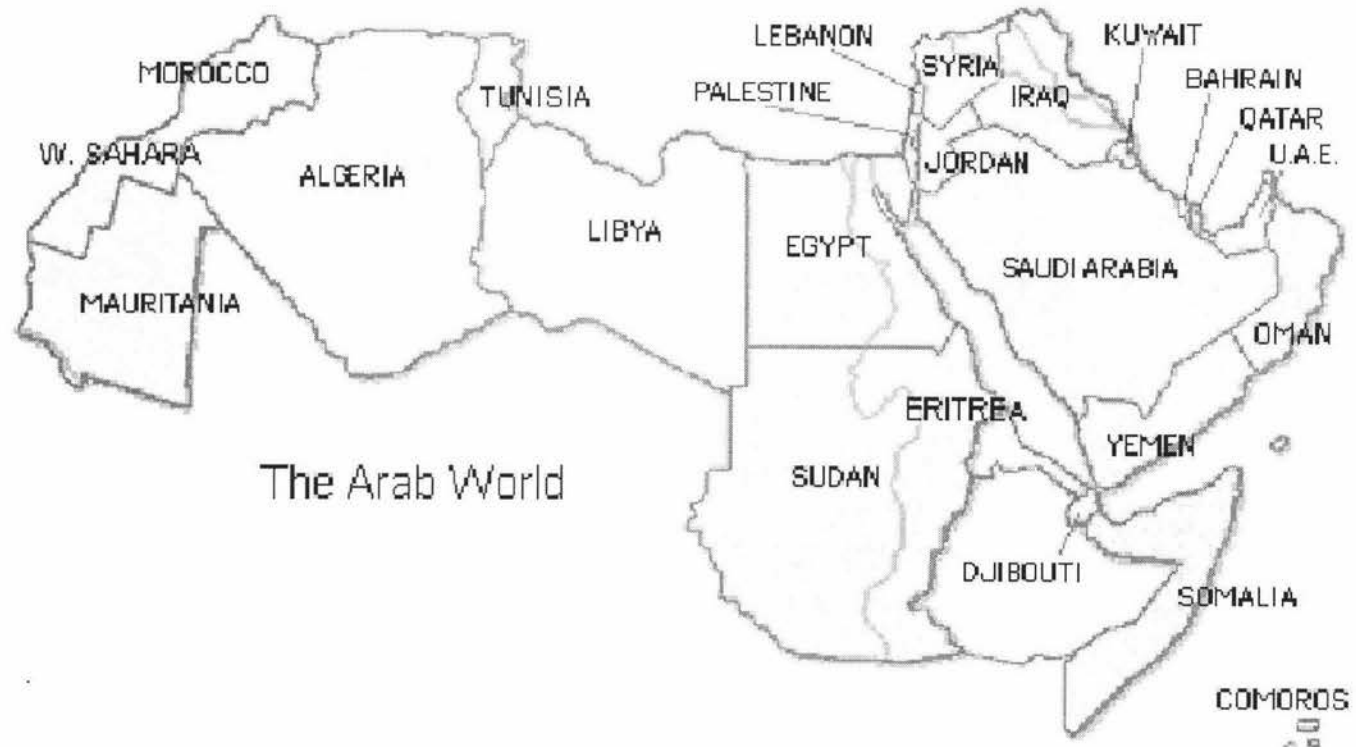 LEBANON
KUWAIT
MOROCCO
SYRIA
BAHRAIN
TUNISIA
PALESTINE
IRAQ
QATAR
W. SAHARA
U.A.E.
ALGERIA
JORDAN
LIBYA
EGYPT
SAUDI ARABIA
MAURITANIA
OMAN
ERITREA
YEMEN
The Arab World
SUDAN
DJIBOUTI
SOMALIA
COMOROS